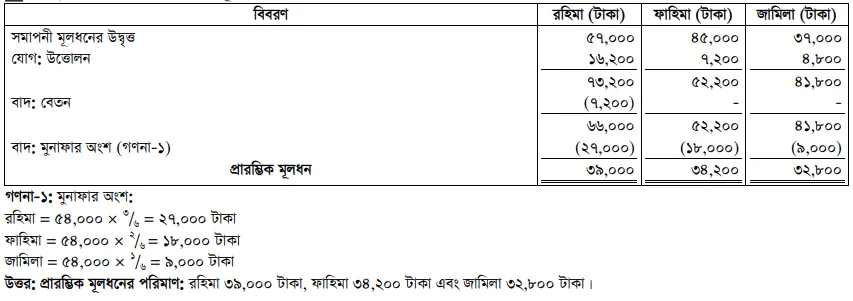 বিবরণ রহিমা (টাকা) ফাহিমা (টাকা) জামিলা (টাকা)
সমাপনী মূলধনের উদ্বৃত্ত ৫৭,০০০ ৪৫,০০০ ৩৭,০০০
যোগ: উত্তোলন ১৬,২০০ ৭,২০০ ৪,৮০০
৭৩,২০০ ৫২,২০০ ৪১,৮০০
বাদ: বেতন (৭,২০০) - -
৬৬,০০০ ৫২,২০০ ৪১,৮০০
বাদ: মুনাফার অংশ (গণনা-১) (২৭,০০০) (১৮,০০০) (৯,০০০)
প্রারম্ভিক মূলধন ৩৯,০০০ ৩৪,২০০ ৩২,৮০০
গণনা-১: মুনাফার অংশ:
রহিমা = ৫৪,০০০ × ৩/৬ = ২৭,০০০ টাকা
ফাহিমা = ৫৪,০০০ × ২/৬ = ১৮,০০০ টাকা
জামিলা = ৫৪,০০০ × ১/৬ = ৯,০০০ টাকা
উত্তর: প্রারম্ভিক মূলধনের পরিমাণ: রহিমা ৩৯,০০০ টাকা, ফাহিমা ৩৪,২০০ টাকা এবং জামিলা ৩২,৮০০ টাকা।